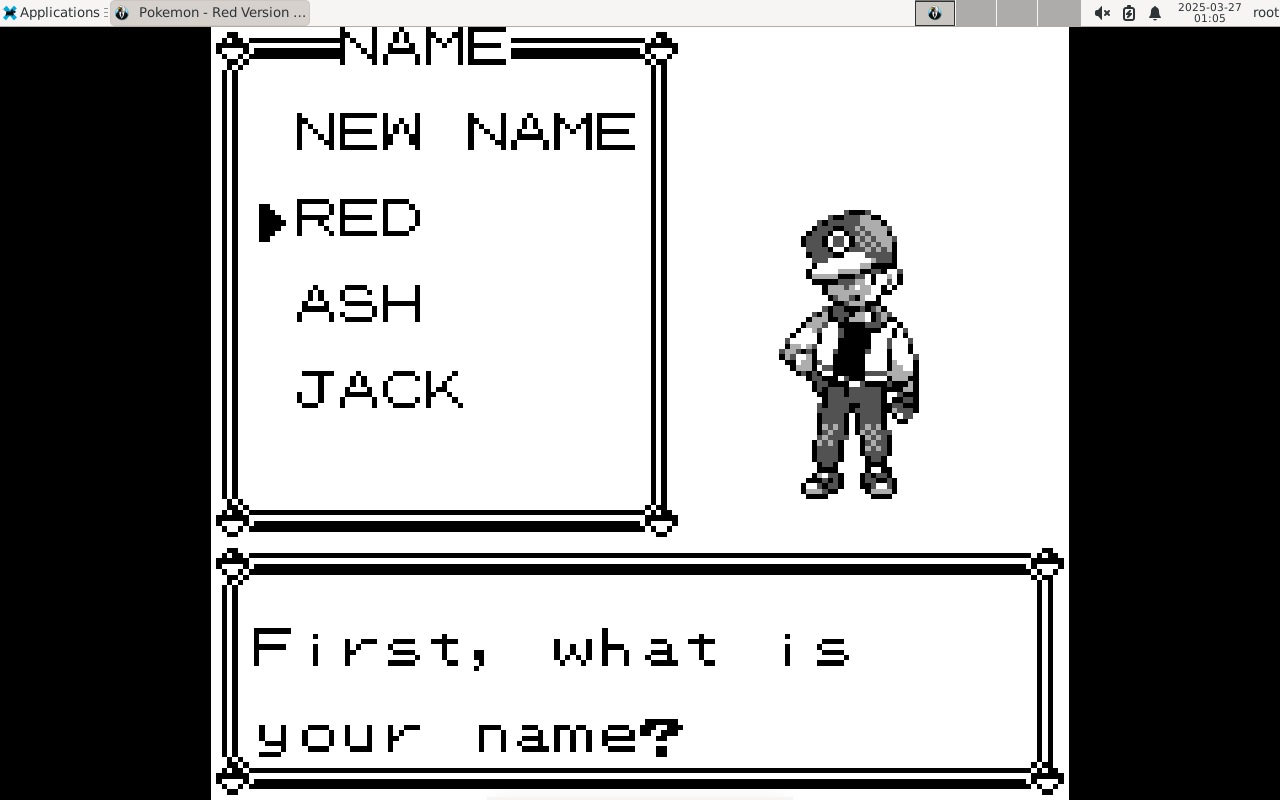 Applications
Pokemon - Red Version ...
2025-03-27
01:05
root
NAME
NEW NAME
RED
ASH
JACK
First, what is
your name?